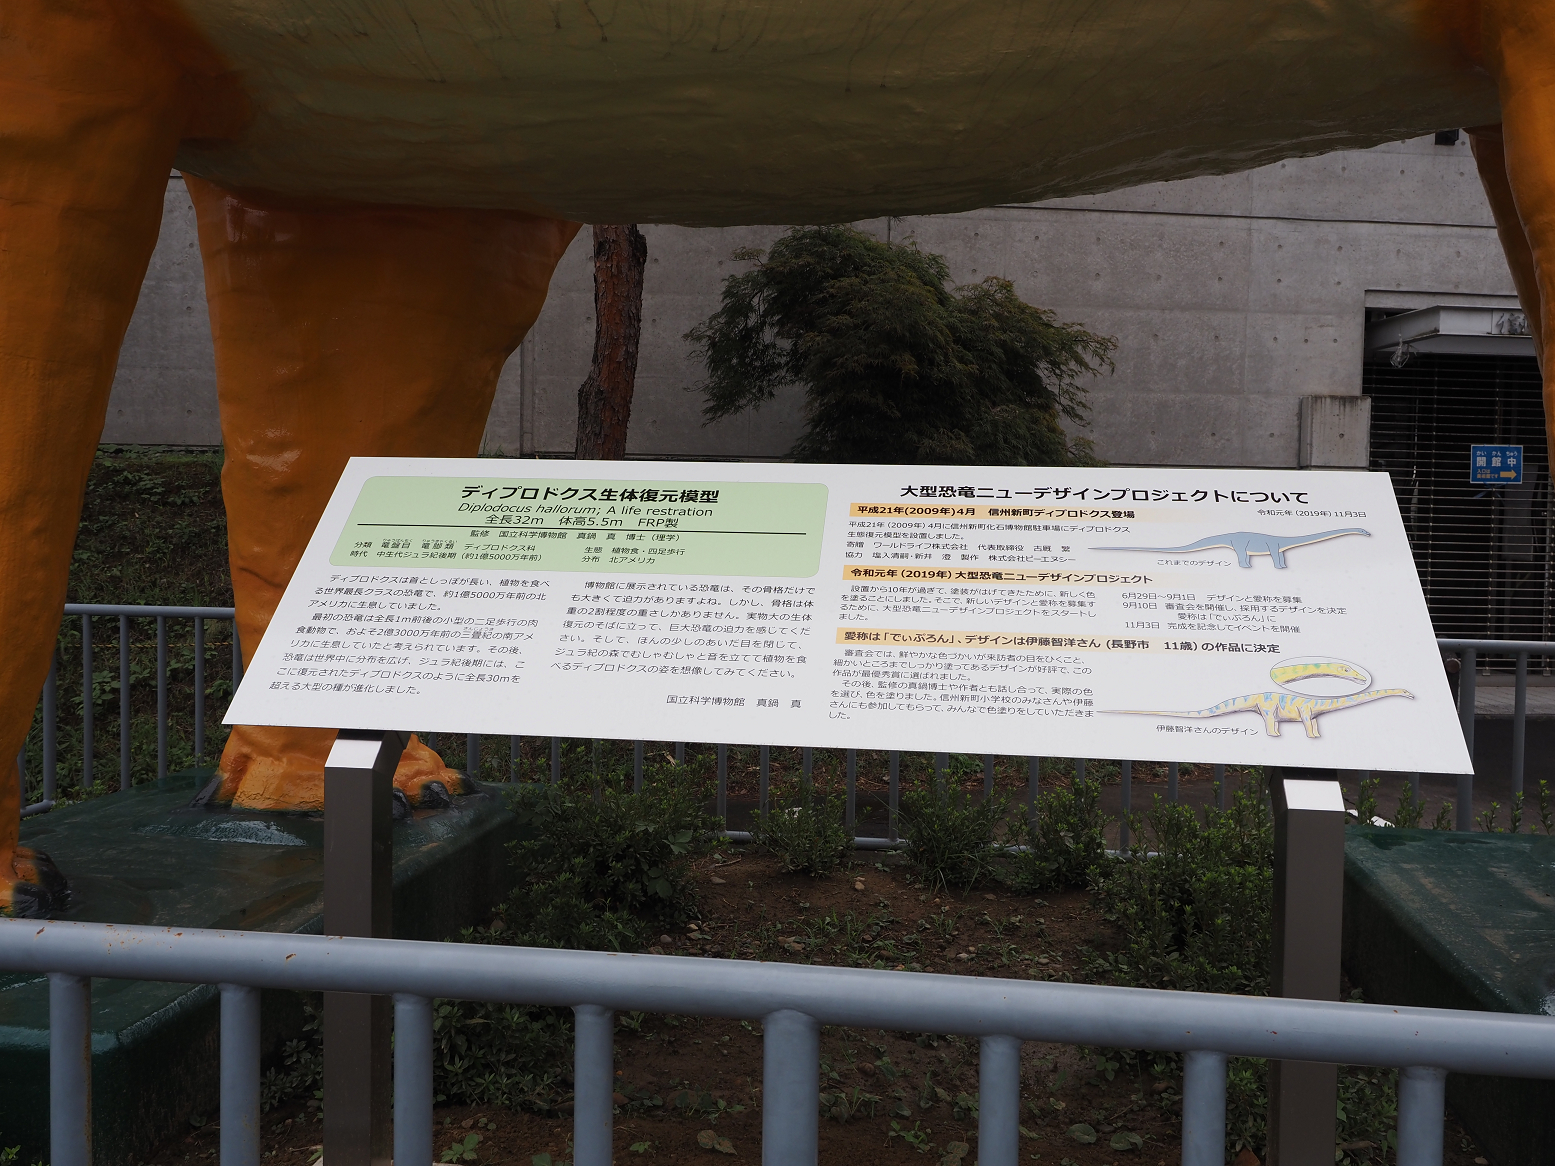 ディプロドクス生体復元模型
Diplodocus hallorum; A life restration
全長32m　体高5.5m　FRP製
監修　国立科学博物館　真鍋　真　博士（理学）
分類　竜盤目　竜脚類　ディプロドクス科
時代　中生代ジュラ紀後期（約1億5000万年前）
生態　植物食・四足歩行
分布　北アメリカ
ディプロドクスは首としっぽが長い、植物を食べ
る世界最長クラスの恐竜で、約1億5000万年前の北
アメリカに生息していました。
最初の恐竜は全長1m前後の小型の二足歩行の肉
食動物で、およそ2億3000万年前の三畳紀の南アメ
リカに生息していたと考えられています。その後、
恐竜は世界中に分布を広げ、ジュラ紀後期には、こ
こに復元されたディプロドクスのように全長30mを
超える大型の種が進化しました。
博物館に展示されている恐竜は、その骨格だけで
も大きくて迫力がありますよね。しかし、骨格は体
重の2割程度の重さしかありません。実物大の生体
復元のそばに立って、巨大恐竜の迫力を感じてくだ
さい。そして、ほんの少しのあいだ目を閉じて、
ジュラ紀の森でむしゃむしゃと音を立てて植物を食
べるディプロドクスの姿を想像してみてください。
国立科学博物館　真鍋　真
大型恐竜ニューデザインプロジェクトについて
平成21年(2009年)4月　信州新町ディプロドクス登場
令和元年（2019年）11月3日
平成21年（2009年）4月に信州新町化石博物館駐車場にディプロドクス
生態復元模型を設置しました。
寄贈　ワールドライフ株式会社　代表取締役　古厩　繁
協力　塩入清嗣・新井　澄　製作　株式会社ビーエヌシー
これまでのデザイン
令和元年（2019年）大型恐竜ニューデザインプロジェクト
設置から10年が過ぎて、塗装がはげてきたために、新しく色
を塗ることにしました。そこで、新しいデザインと愛称を募集す
るために、大型恐竜ニューデザインプロジェクトをスタートし
ました。
6月29日～9月1日　デザインと愛称を募集
9月10日　審査会を開催し、採用するデザインを決定
愛称は「でぃぷろん」に
11月3日　完成を記念してイベントを開催
愛称は「でぃぷろん」、デザインは伊藤智洋さん（長野市　11歳）の作品に決定
審査会では、鮮やかな色づかいが来訪者の目をひくこと、
細かいところまでしっかり塗ってあるデザインが好評で、この
作品が最優秀賞に選ばれました。
その後、監修の真鍋博士や作者とも話し合って、実際の色
を選び、色を塗りました。信州新町小学校のみなさんや伊藤
さんにも参加してもらって、みんなで色塗りをしていただきま
した。
伊藤智洋さんのデザイン
かい かん ちゅう
開館中